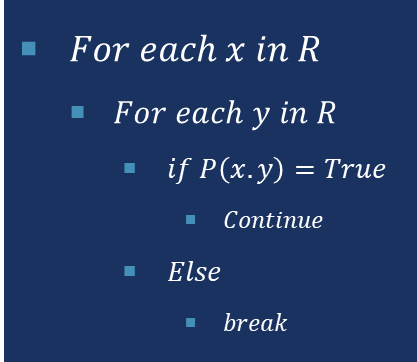 For each x in R
For each y in R
if P(x.y) = True
Continue
Else
break